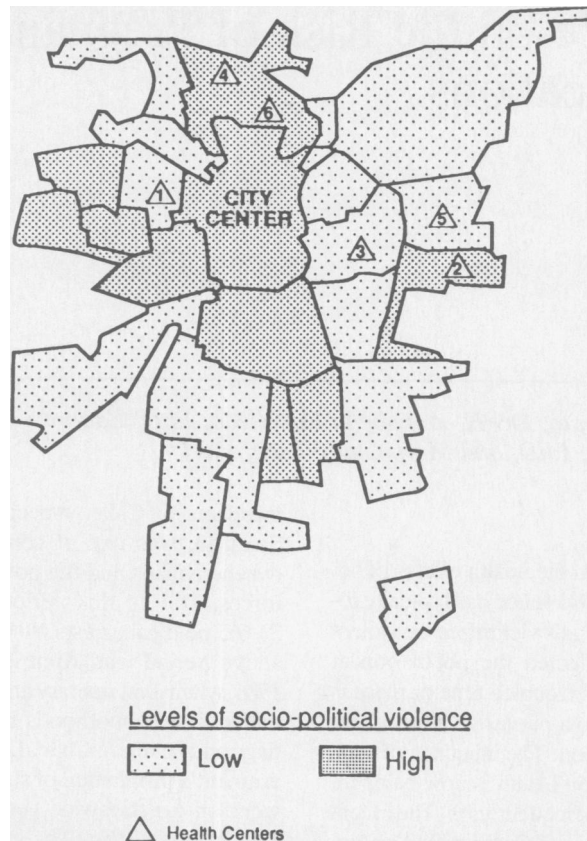 4
6
1
CITY
CENTER
5
3
2
Levels of socio-political violence
Low
High
Health Centers